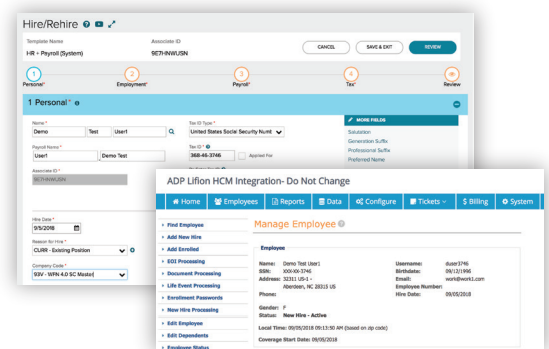 Hire/Rehire
Template Name
Associate ID
HR + Payroll (System)
9E7HNWUSN
CANCEL
SAVE & EXIT
REVIEW
1
2
3
4
Personal*
Employment*
Payroll*
Tax*
Review
1 Personal*
Name *
Demo
Test
User1
Tax ID Type *
United States Social Security Numt
MORE FIELDS
Salutation
Generation Suffix
Professional Suffix
Preferred Name
Payroll Name *
User1
Demo Test
Tax ID *
368-46-3746
Applied For
Associate ID *
9E7HNWUSN
Hire Date *
9/5/2018
Reason for Hire *
CURR - Existing Position
Company Code *
93V - WFN 4.0 SC Master
ADP Lifion HCM Integration- Do Not Change
Home
Employees
Reports
Data
Configure
Tickets
$ Billing
System
Find Employee
Add New Hire
Add Enrolled
EOI Processing
Document Processing
Life Event Processing
Enrollment Passwords
New Hire Processing
Edit Employee
Edit Dependents
Employee Status
Manage Employee
Employee
Name: Demo Test User1
SSN: XXX-XX-3746
Address: 32311 US-1 -
Aberdeen, NC 28315 US
Phone:
Username: duser3746
Birthdate: 09/12/1996
Email: work@work1.com
Employee Number:
Hire Date: 09/05/2018
Gender: F
Status: New Hire - Active
Local Time: 09/05/2018 09:13:50 AM (based on zip code)
Coverage Start Date: 09/05/2018